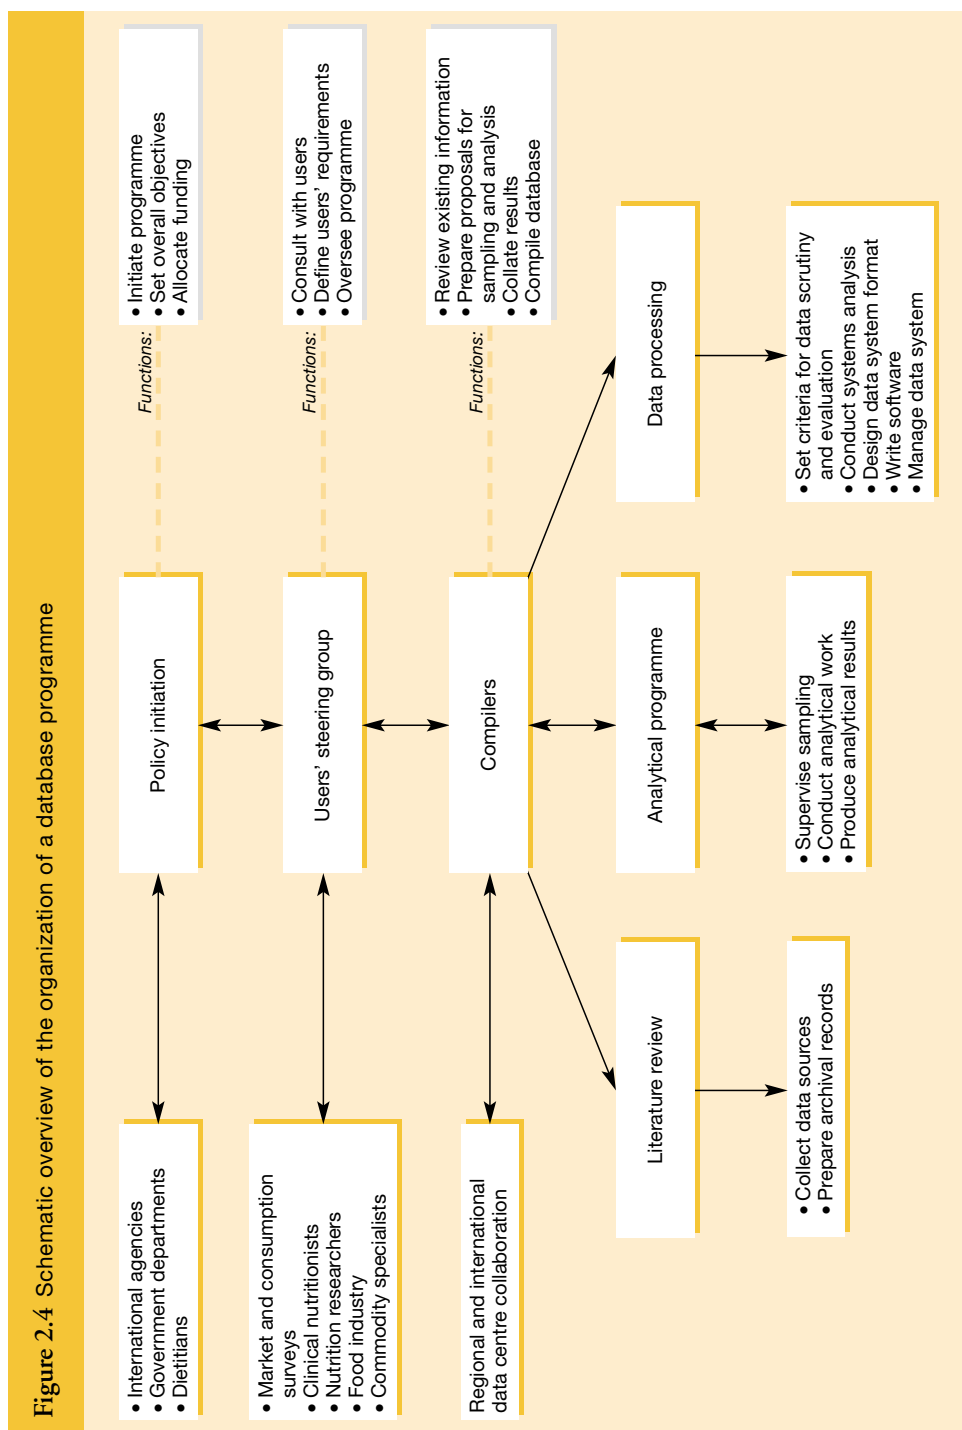 Figure 2.4 Schematic overview of the organization of a database programme
• International agencies
• Government departments
• Dietitians
Policy initiation
Functions:
• Initiate programme
• Set overall objectives
• Allocate funding
• Market and consumption
surveys
• Clinical nutritionists
• Nutrition researchers
• Food industry
• Commodity specialists
Users' steering group
Functions:
• Consult with users
• Define users' requirements
• Oversee programme
Regional and international
data centre collaboration
Compilers
Functions:
• Review existing information
• Prepare proposals for
sampling and analysis
• Collate results
• Compile database
Literature review
Analytical programme
Data processing
• Collect data sources
• Prepare archival records
• Supervise sampling
• Conduct analytical work
• Produce analytical results
• Set criteria for data scrutiny
and evaluation
• Conduct systems analysis
• Design data system format
• Write software
• Manage data system